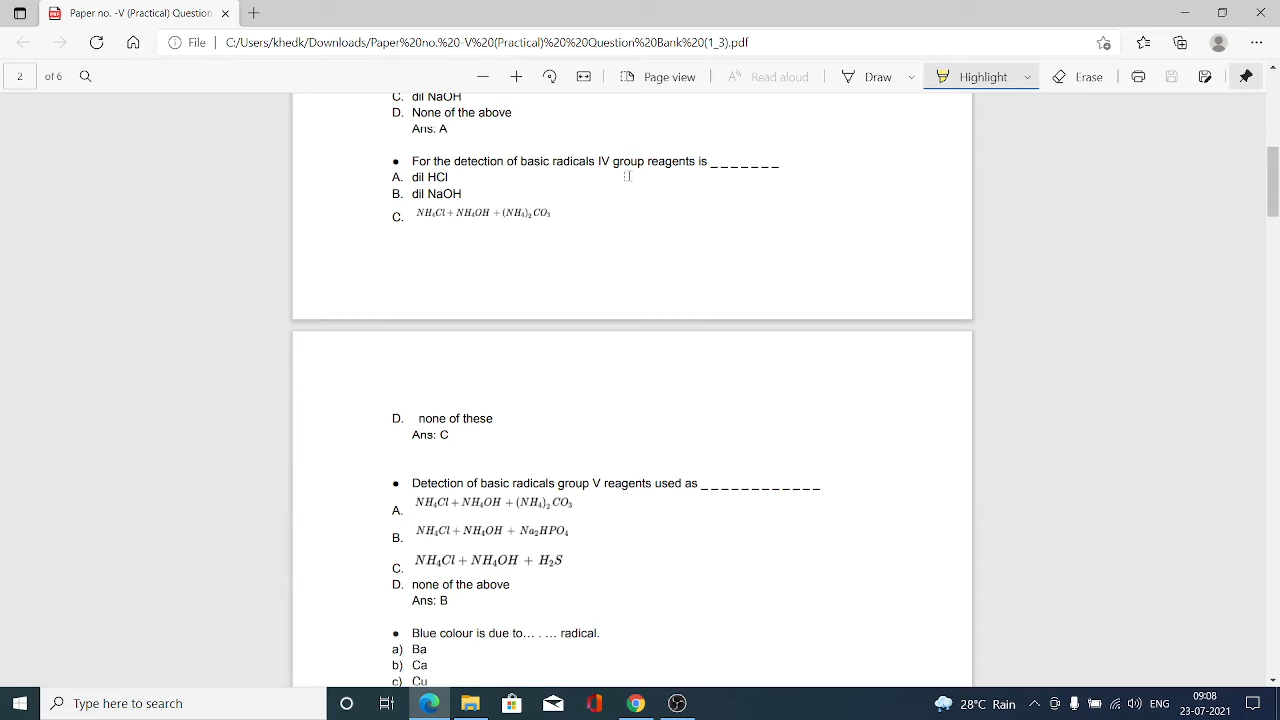 Paper no. -V (Practical) Question
File
C:/Users/khedk/Downloads/Paper%20no.%20-V%20(Practical)%20%20Question%20Bank%20(1_3).pdf
2 of 6
Page view
Read aloud
Draw
Highlight
Erase
C. dil NaOH
D. None of the above
Ans: A
● For the detection of basic radicals IV group reagents is _ _ _ _ _ _ _
A. dil HCl
B. dil NaOH
C. NH₄Cl + NH₄OH + (NH₄)₂CO₃
D. none of these
Ans: C
● Detection of basic radicals group V reagents used as _ _ _ _ _ _ _ _ _ _ _ _
A. NH₄Cl + NH₄OH + (NH₄)₂CO₃
B. NH₄Cl + NH₄OH + Na₂HPO₄
C. NH₄Cl + NH₄OH + H₂S
D. none of the above
Ans: B
● Blue colour is due to… . … radical.
a) Ba
b) Ca
c) Cu
Type here to search
28°C Rain
ENG
09:08
23-07-2021